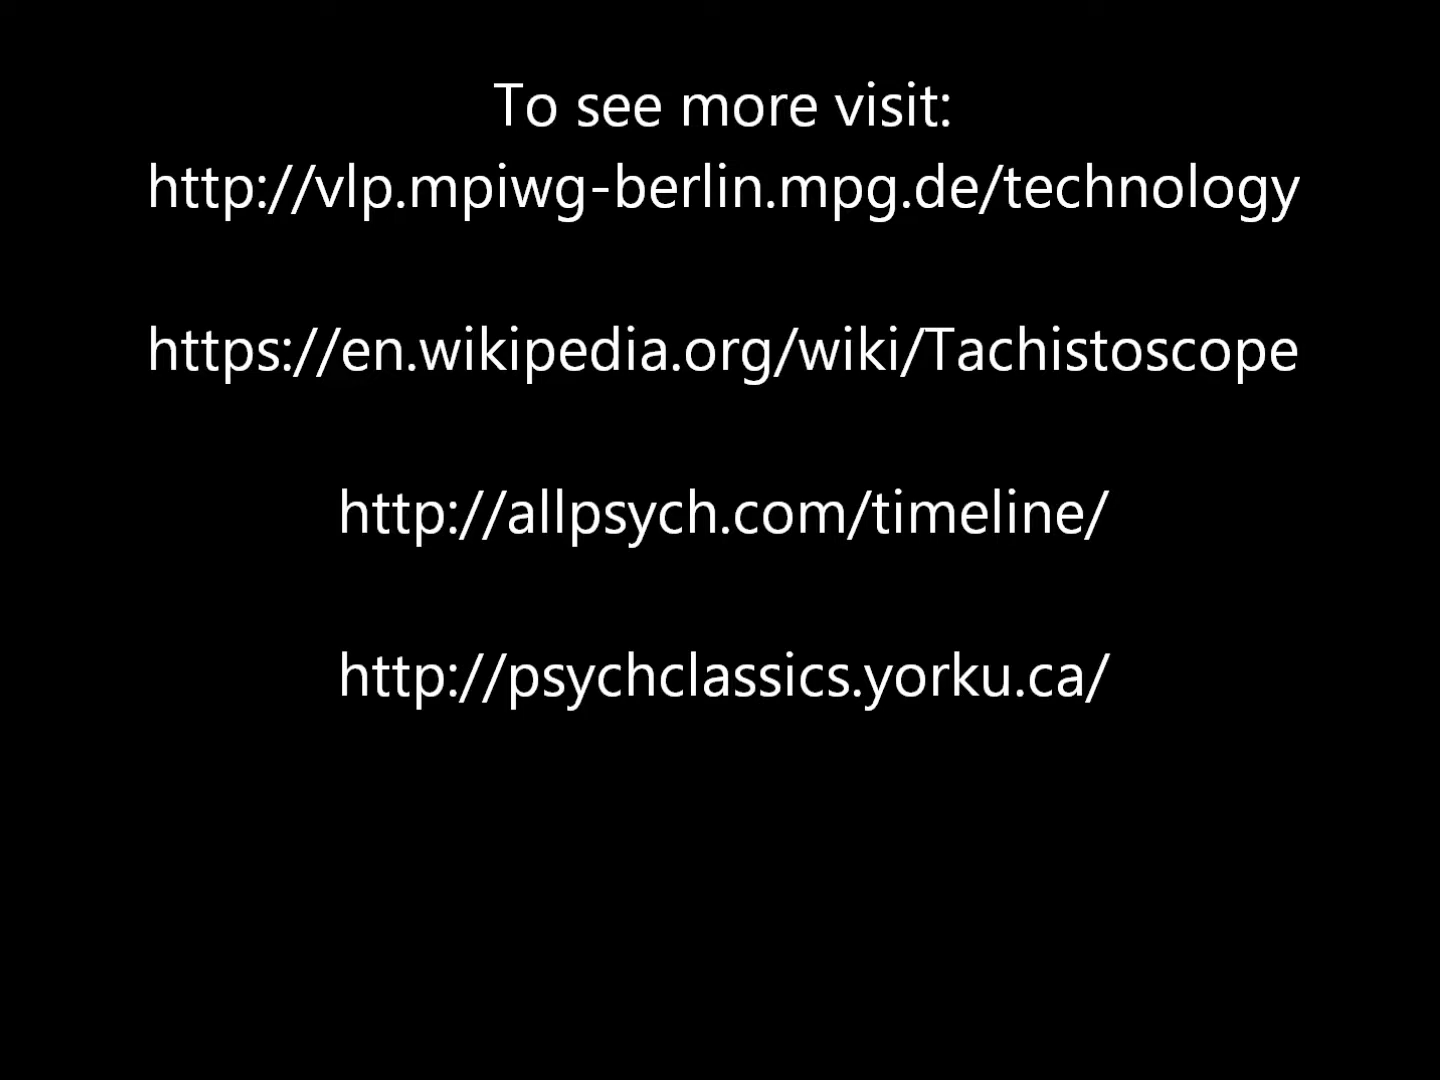 To see more visit:
http://vlp.mpiwg-berlin.mpg.de/technology
https://en.wikipedia.org/wiki/Tachistoscope
http://allpsych.com/timeline/
http://psychclassics.yorku.ca/